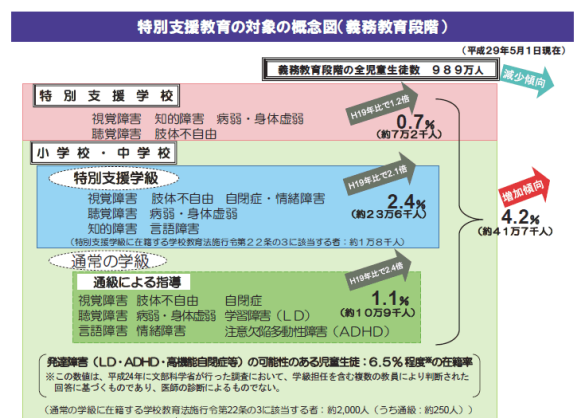 特別支援教育の対象の概念図(義務教育段階)
(平成29年5月1日現在)
義務教育段階の全児童生徒数 989万人
減少傾向
特別支援学校
H19年比で1.2倍
視覚障害 知的障害 病弱・身体虚弱
聴覚障害 肢体不自由
0.7%
(約7万2千人)
小学校・中学校
特別支援学級
H19年比で2.1倍
視覚障害 肢体不自由 自閉症・情緒障害
聴覚障害 病弱・身体虚弱
知的障害 言語障害
2.4%
(約23万6千人)
(特別支援学級に在籍する学校教育法施行令第22条の3に該当する者:約1万8千人)
増加傾向
4.2%
(約41万7千人)
通常の学級
通級による指導
H19年比で2.4倍
視覚障害 肢体不自由 自閉症
聴覚障害 病弱・身体虚弱 学習障害(LD)
言語障害 情緒障害 注意欠陥多動性障害(ADHD)
1.1%
(約10万9千人)
発達障害(LD・ADHD・高機能自閉症等)の可能性のある児童生徒:6.5%程度※の在籍率
※この数値は、平成24年に文部科学省が行った調査において、学級担任を含む複数の教員により判断された
回答に基づくものであり、医師の診断によるものでない。
(通常の学級に在籍する学校教育法施行令第22条の3に該当する者:約2,000人(うち通級:約250人))